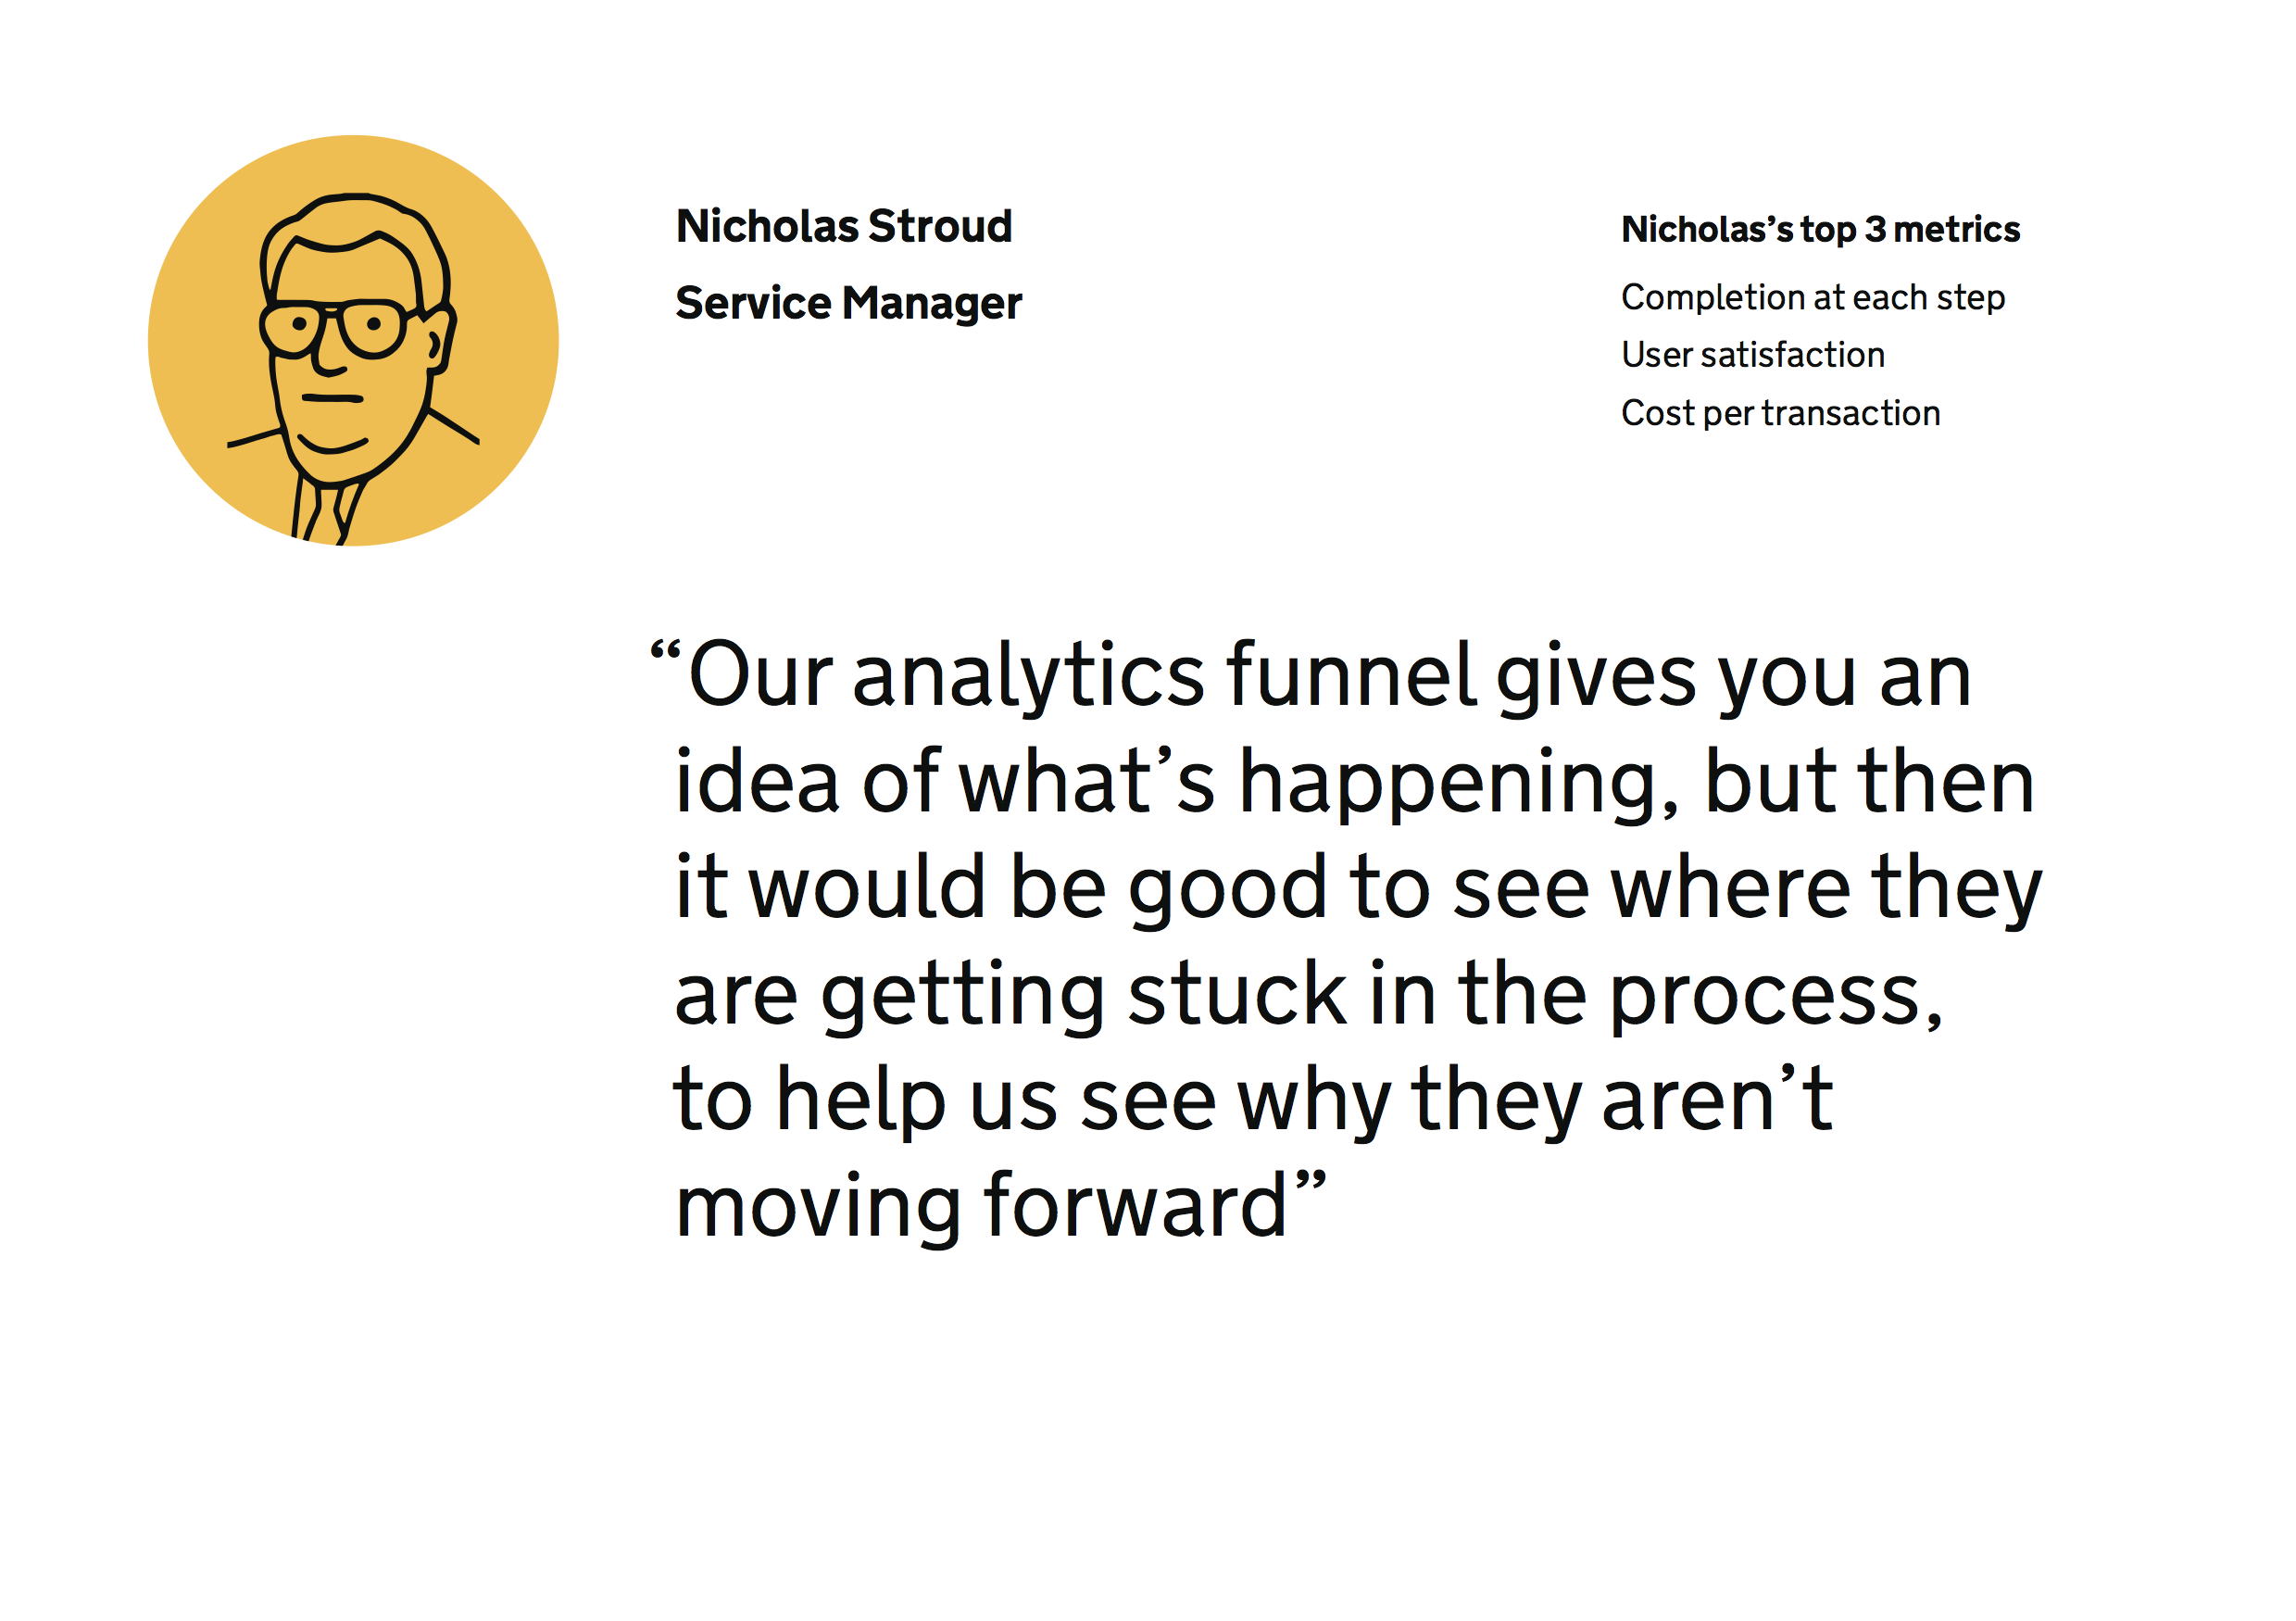 Nicholas Stroud
Service Manager
Nicholas’s top 3 metrics
Completion at each step
User satisfaction
Cost per transaction
“Our analytics funnel gives you an
idea of what’s happening, but then
it would be good to see where they
are getting stuck in the process,
to help us see why they aren’t
moving forward”